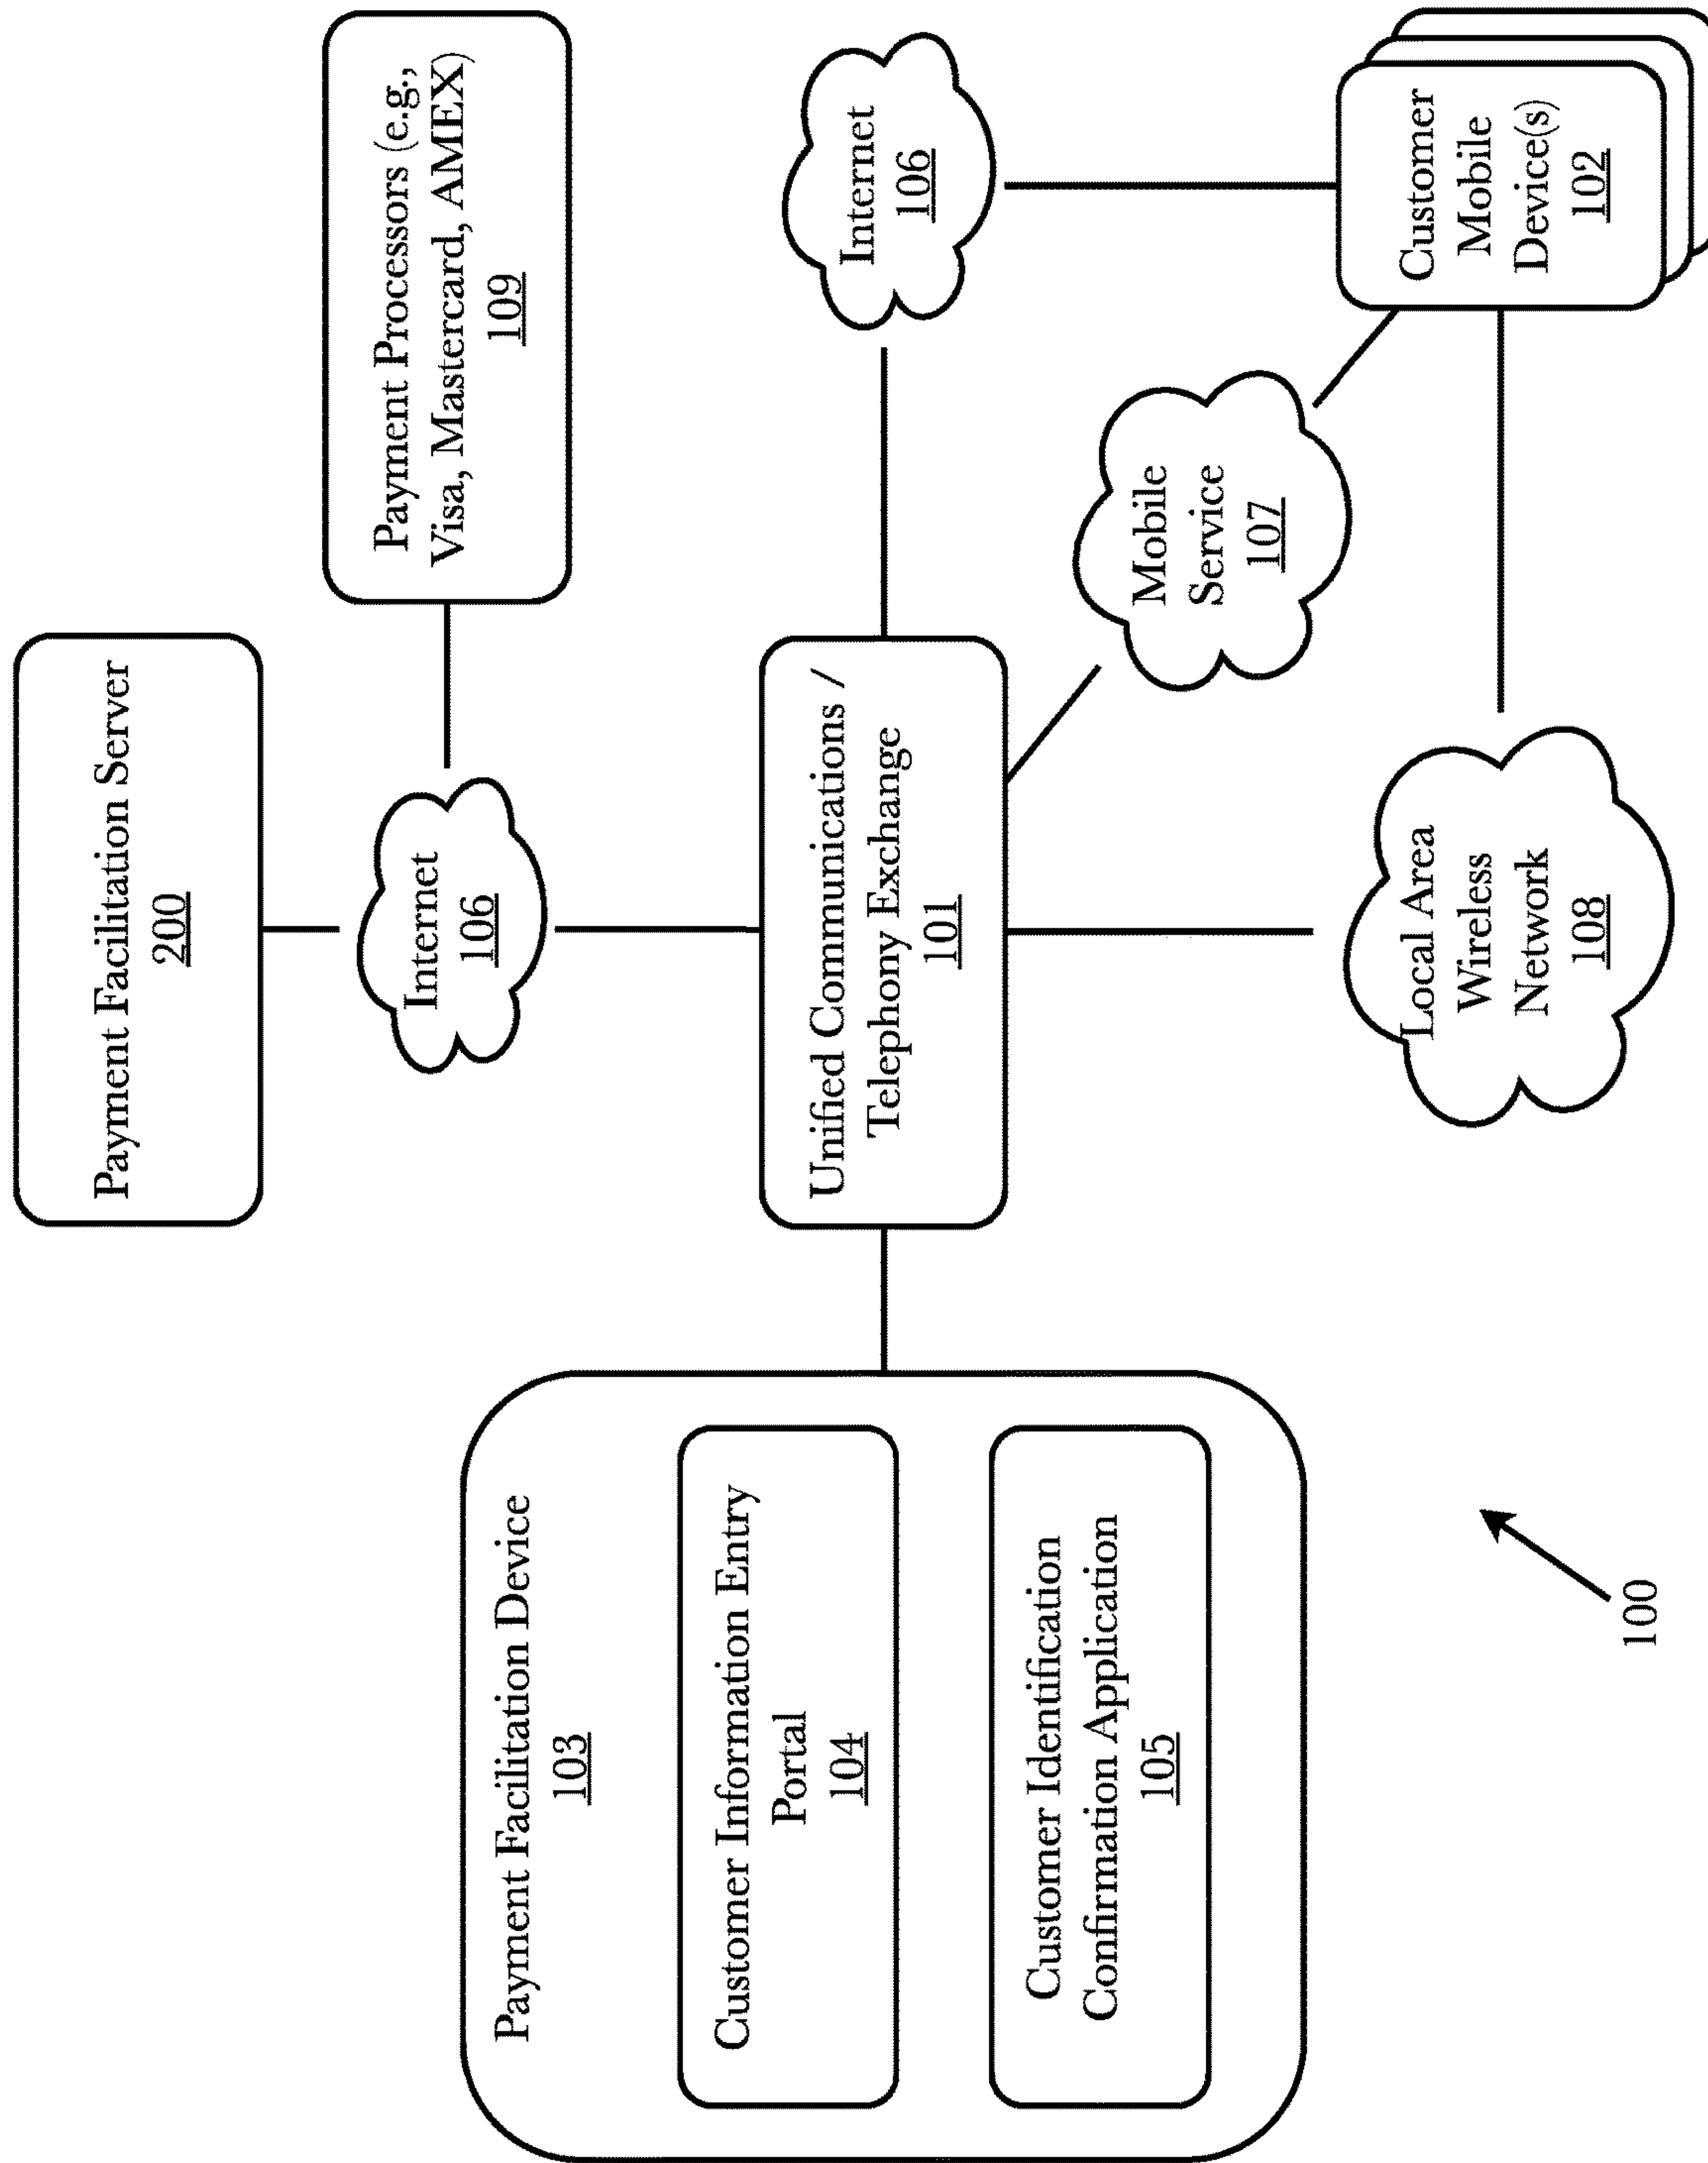 Payment Facilitation Server
200
Payment Processors (e.g.,
Visa, Mastercard, AMEX)
109
Internet
106
Payment Facilitation Device
103
Customer Information Entry
Portal
104
Customer Identification
Confirmation Application
105
Unified Communications /
Telephony Exchange
101
Internet
106
Mobile
Service
107
Local Area
Wireless
Network
108
Customer
Mobile
Device(s)
102
100